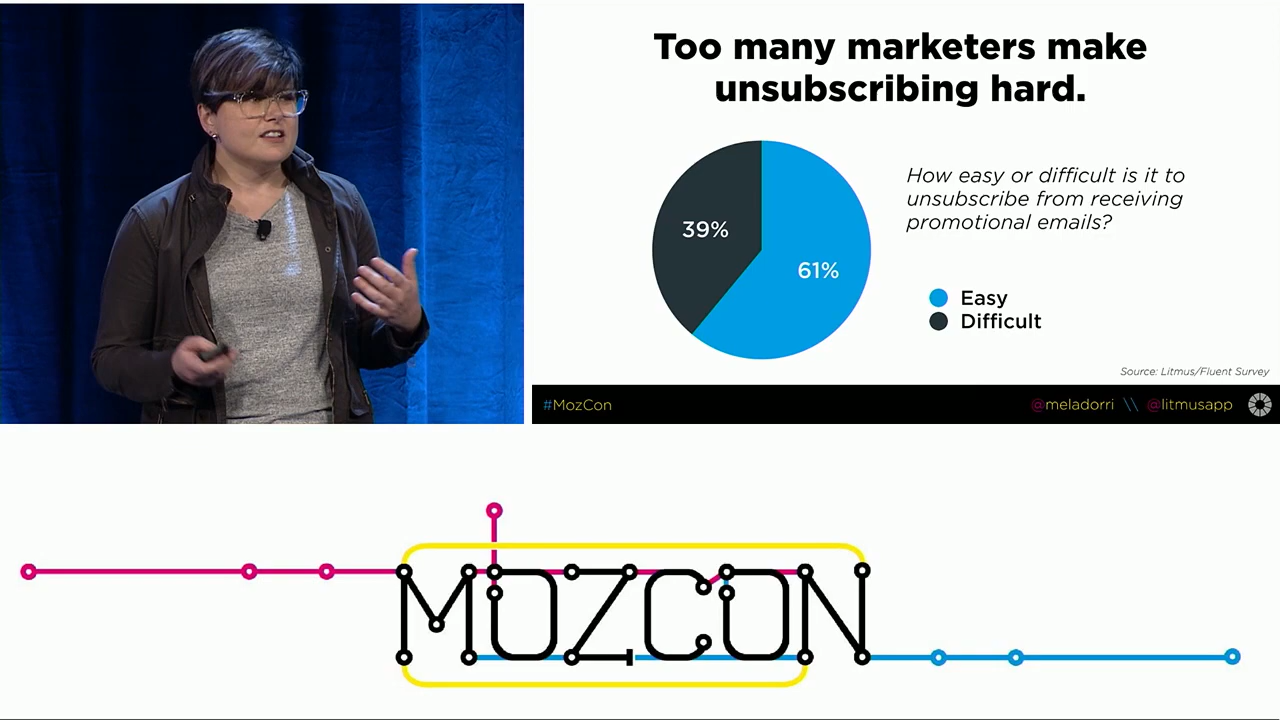 Too many marketers make
unsubscribing hard.
39%
61%
How easy or difficult is it to
unsubscribe from receiving
promotional emails?
Easy
Difficult
Source: Litmus/Fluent Survey
#MozCon
@meladorri \\ @litmusapp
MOZCON